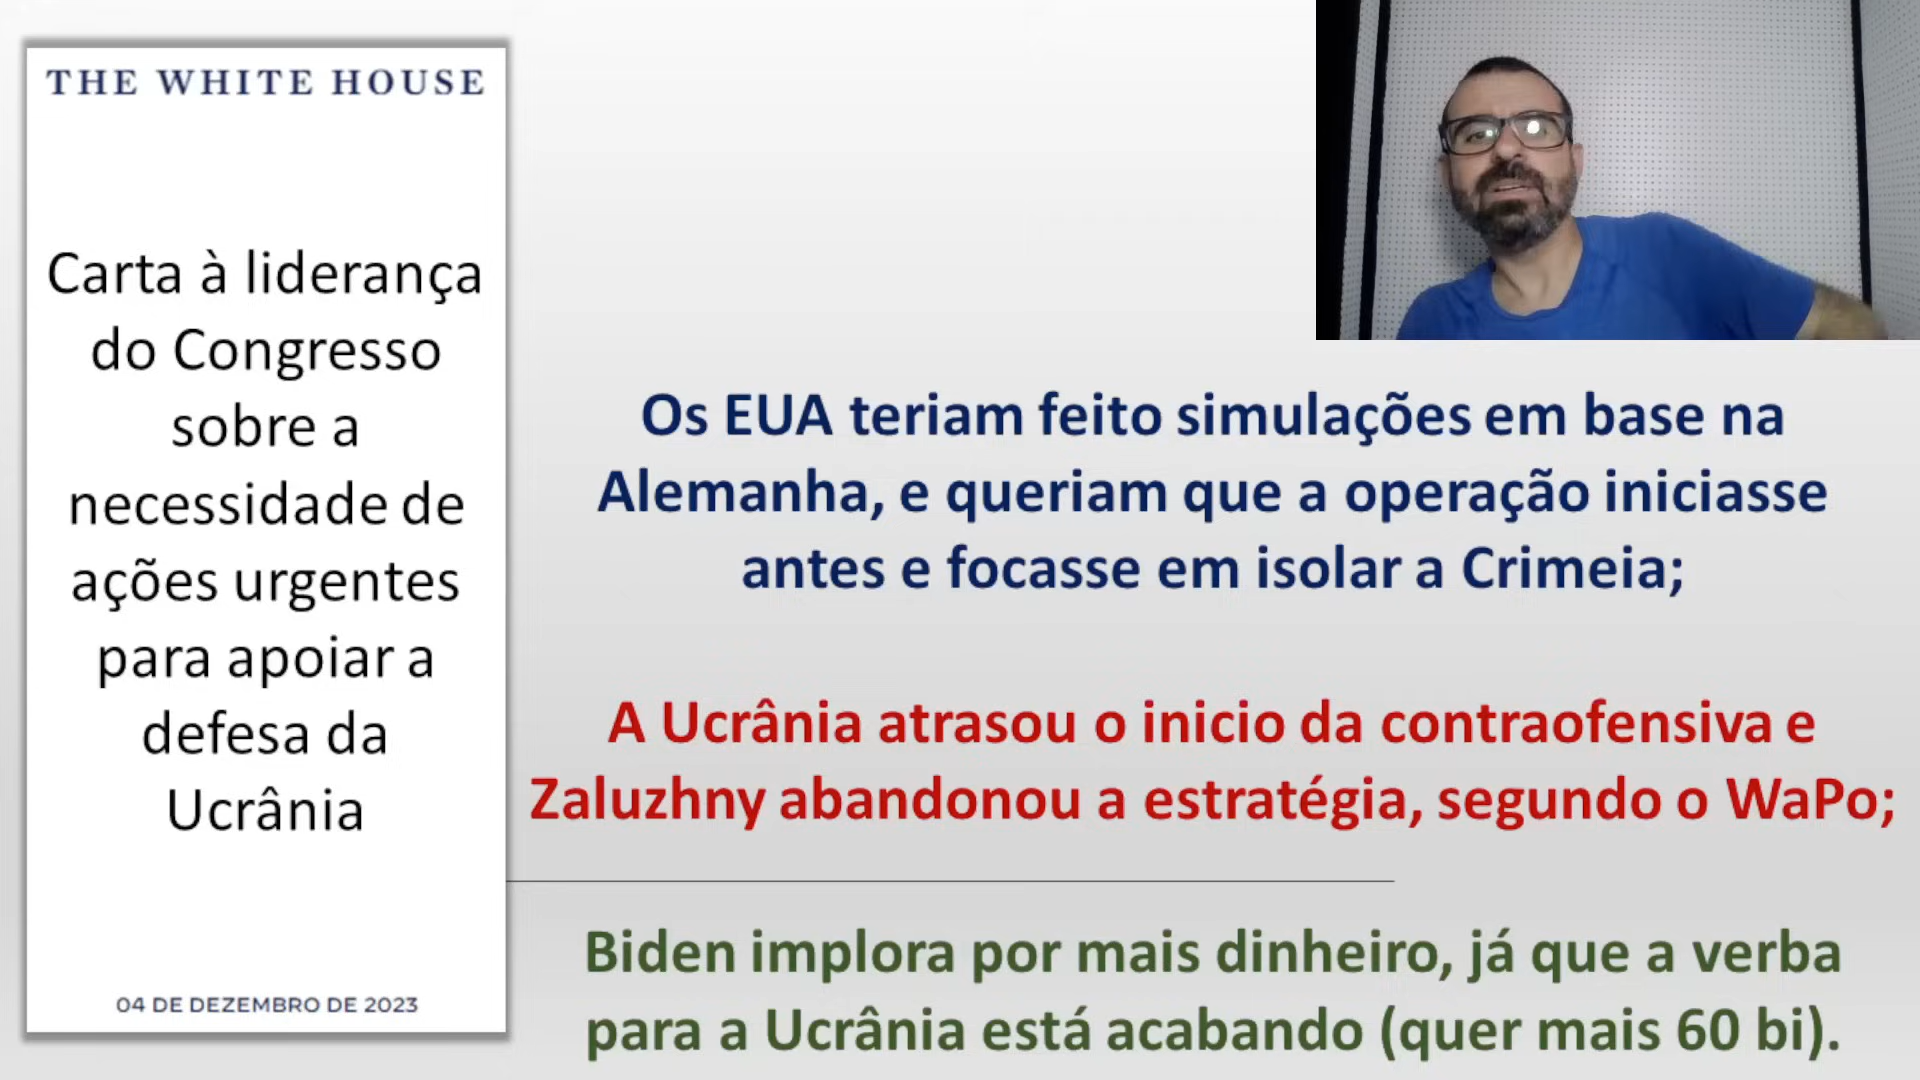 THE WHITE HOUSE
Carta à liderança
do Congresso
sobre a
necessidade de
ações urgentes
para apoiar a
defesa da
Ucrânia
04 DE DEZEMBRO DE 2023
Os EUA teriam feito simulações em base na
Alemanha, e queriam que a operação iniciasse
antes e focasse em isolar a Crimeia;
A Ucrânia atrasou o inicio da contraofensiva e
Zaluzhny abandonou a estratégia, segundo o WaPo;
Biden implora por mais dinheiro, já que a verba
para a Ucrânia está acabando (quer mais 60 bi).